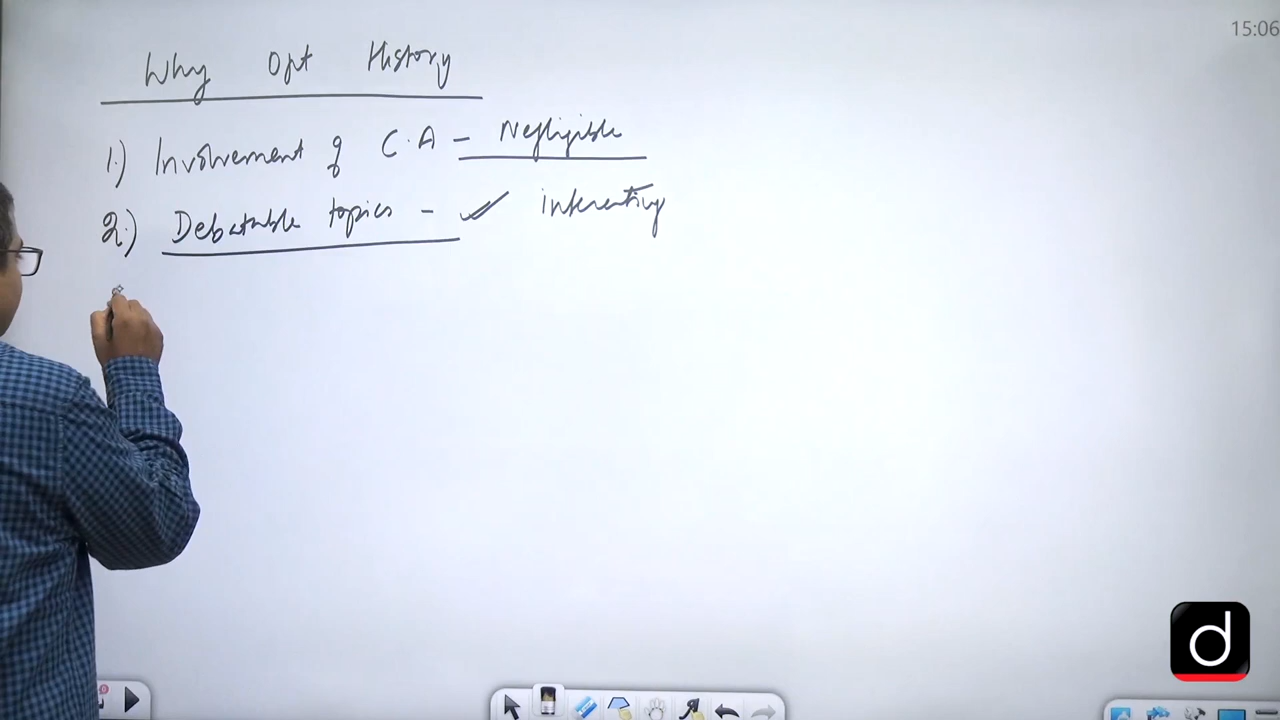 15:06
Why Opt History
1.) Involvement of C.A - Negligible
2.) Debatable topics - ✓ interesting
d